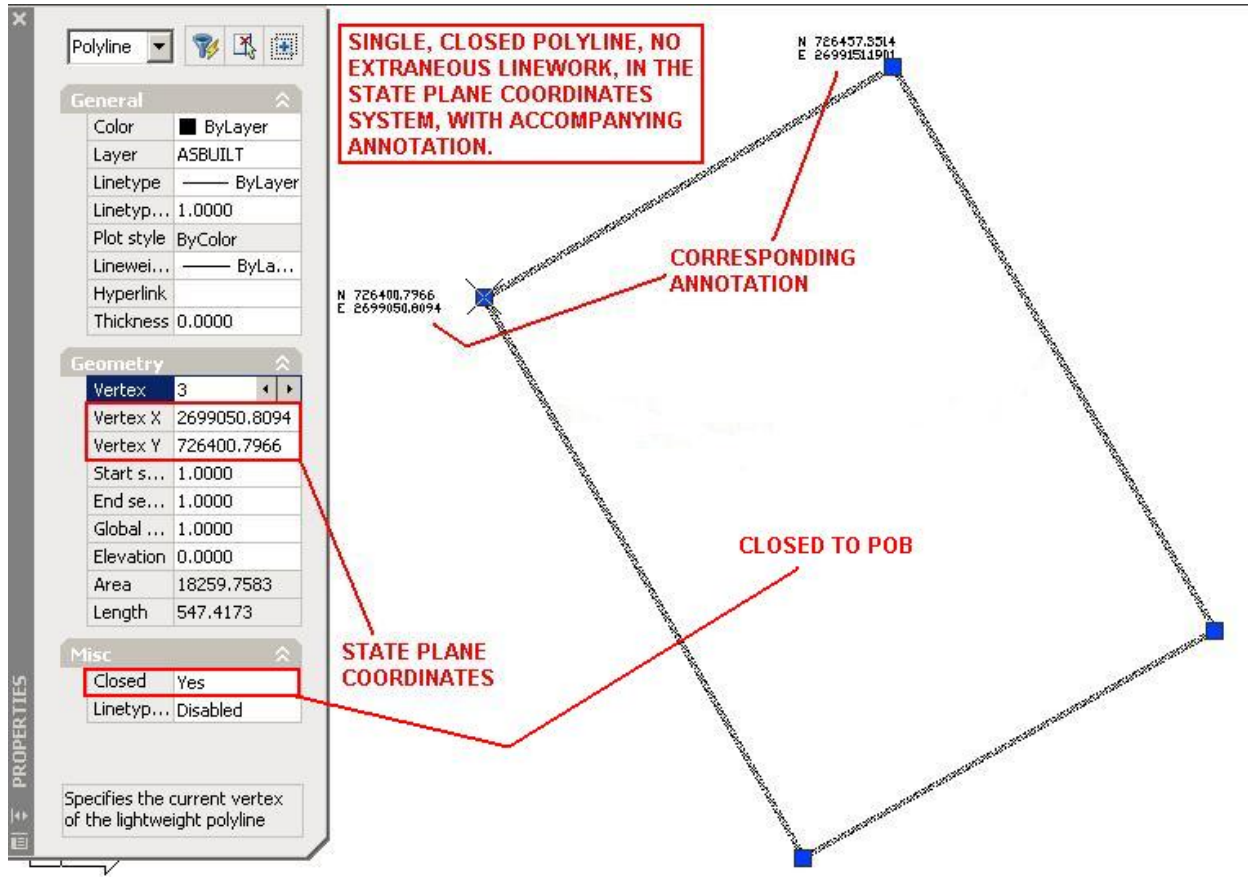 Polyline
General
Color ByLayer
Layer ASBUILT
Linetype ByLayer
Linetyp... 1.0000
Plot style ByColor
Linewei... ByLa...
Hyperlink
Thickness 0.0000
Geometry
Vertex 3
Vertex X 2699050.8094
Vertex Y 726400.7966
Start s... 1.0000
End se... 1.0000
Global ... 1.0000
Elevation 0.0000
Area 18259.7583
Length 547.4173
Misc
Closed Yes
Linetyp... Disabled
Specifies the current vertex
of the lightweight polyline
PROPERTIES
SINGLE, CLOSED POLYLINE, NO
EXTRANEOUS LINEWORK, IN THE
STATE PLANE COORDINATES
SYSTEM, WITH ACCOMPANYING
ANNOTATION.
N 726457.3514
E 2699151.1901
CORRESPONDING
ANNOTATION
N 726400.7966
E 2699050.8094
CLOSED TO POB
STATE PLANE
COORDINATES